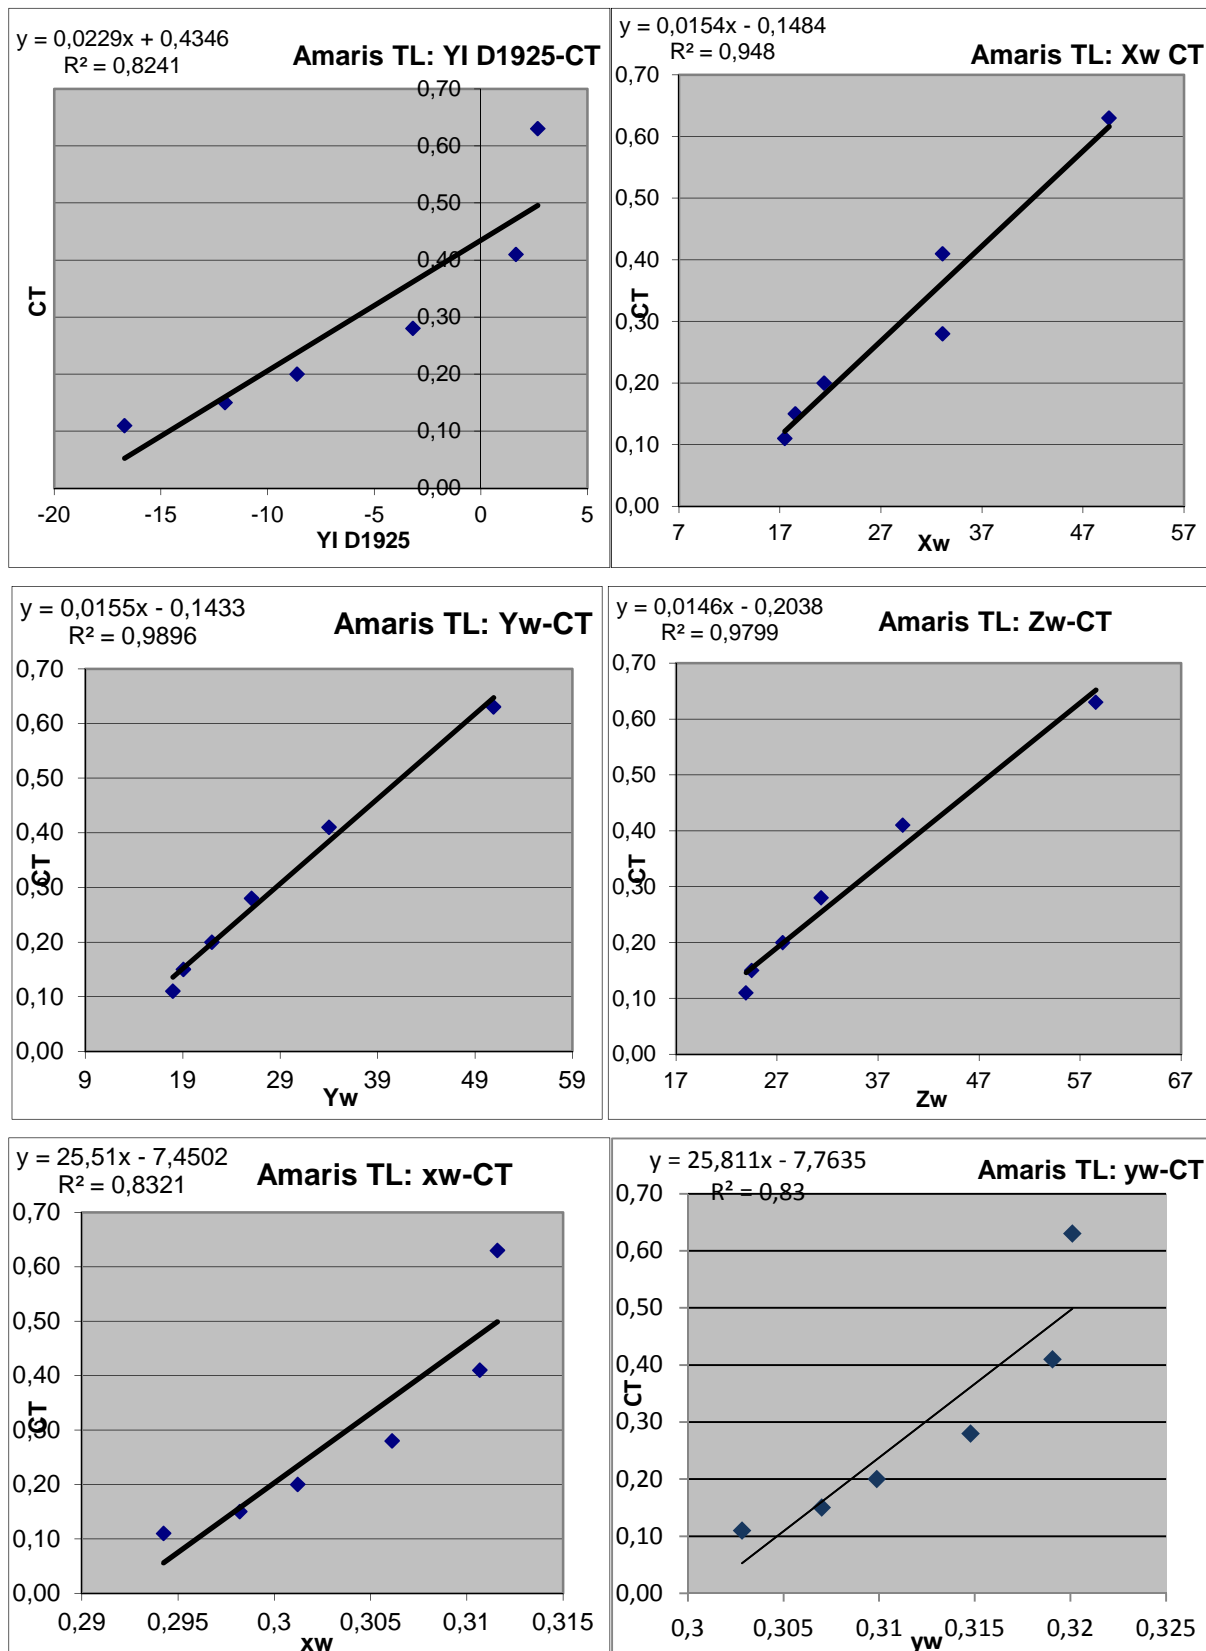 y = 0,0229x + 0,4346
R² = 0,8241
Amaris TL: YI D1925-CT
0,70
0,60
0,50
0,40
0,30
0,20
0,10
0,00
CT
-20 -15 -10 -5 0 5
YI D1925
y = 0,0154x - 0,1484
R² = 0,948
Amaris TL: Xw CT
0,70
0,60
0,50
0,40
0,30
0,20
0,10
0,00
CT
7 17 27 37 47 57
Xw
y = 0,0155x - 0,1433
R² = 0,9896
Amaris TL: Yw-CT
0,70
0,60
0,50
0,40
0,30
0,20
0,10
0,00
CT
9 19 29 39 49 59
Yw
y = 0,0146x - 0,2038
R² = 0,9799
Amaris TL: Zw-CT
0,70
0,60
0,50
0,40
0,30
0,20
0,10
0,00
CT
17 27 37 47 57 67
Zw
y = 25,51x - 7,4502
R² = 0,8321
Amaris TL: xw-CT
0,70
0,60
0,50
0,40
0,30
0,20
0,10
0,00
CT
0,29 0,295 0,3 0,305 0,31 0,315
xw
y = 25,811x - 7,7635
R² = 0,83
Amaris TL: yw-CT
0,70
0,60
0,50
0,40
0,30
0,20
0,10
0,00
CT
0,3 0,305 0,31 0,315 0,32 0,325
yw